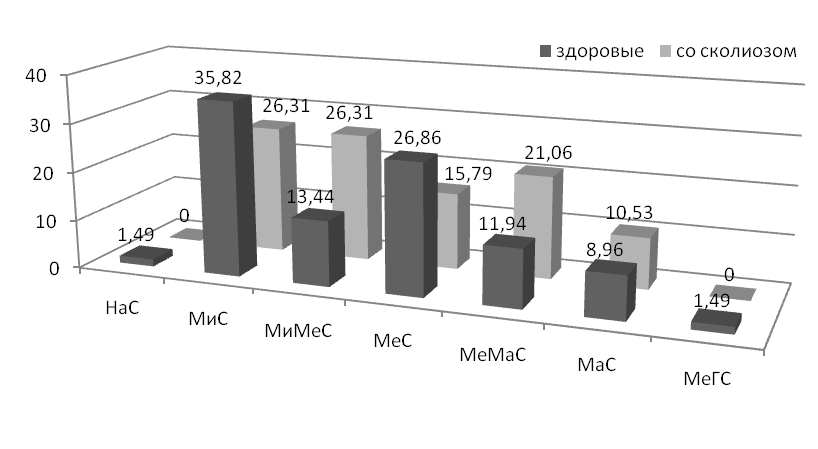 здоровые со сколиозом
40
30
20
10
0
1,49
0
35,82
26,31
13,44
26,31
26,86
15,79
11,94
21,06
8,96
10,53
1,49
0
НаС
МиС
МиМеС
МеС
МеМаС
МаС
МеГС